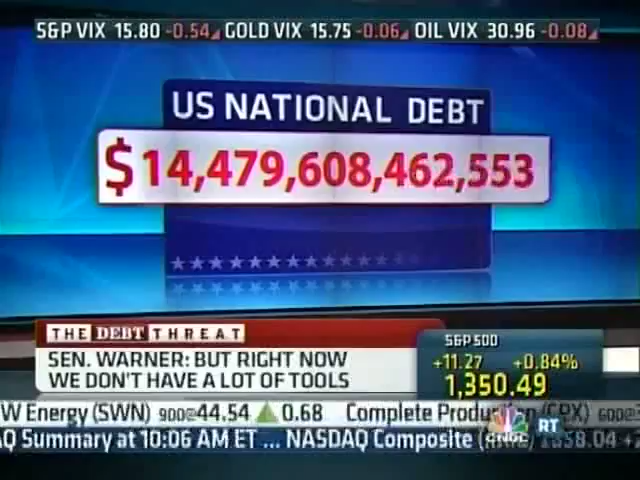 S&P VIX 15.80 -0.54 GOLD VIX 15.75 -0.06 OIL VIX 30.96 -0.08
US NATIONAL DEBT
$14,479,608,462,553
THE DEBT THREAT
SEN. WARNER: BUT RIGHT NOW
WE DON'T HAVE A LOT OF TOOLS
S&P 500
+11.27 +0.84%
1,350.49
W Energy (SWN) 900@44.54 0.68 Complete Production (CPX)
CNBC RT
Q Summary at 10:06 AM ET ... NASDAQ Composite